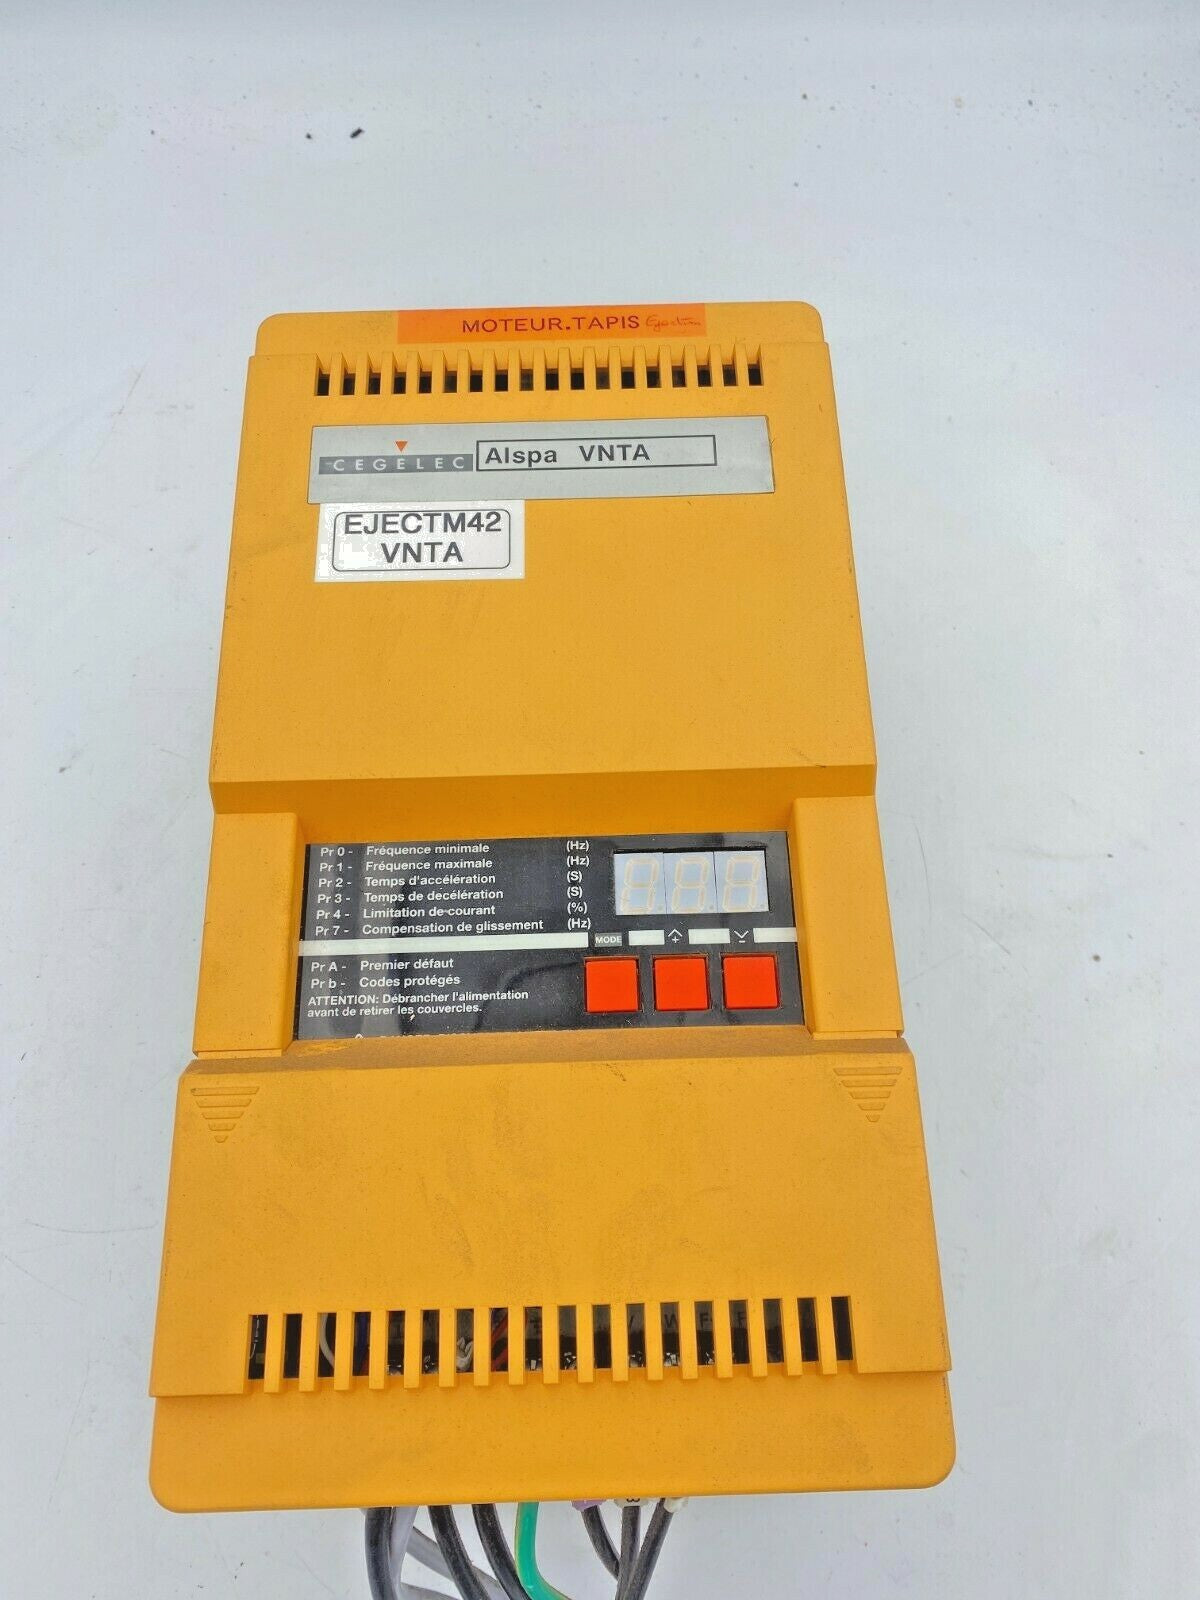 MOTEUR.TAPIS Ejection
CEGELEC Alspa VNTA
EJECTM42
VNTA
Pr 0 - Fréquence minimale (Hz)
Pr 1 - Fréquence maximale (Hz)
Pr 2 - Temps d'accélération (S)
Pr 3 - Temps de decélération (S)
Pr 4 - Limitation de courant (%)
Pr 7 - Compensation de glissement (Hz)
MODE + -
Pr A - Premier défaut
Pr b - Codes protégés
ATTENTION: Débrancher l'alimentation
avant de retirer les couvercles.